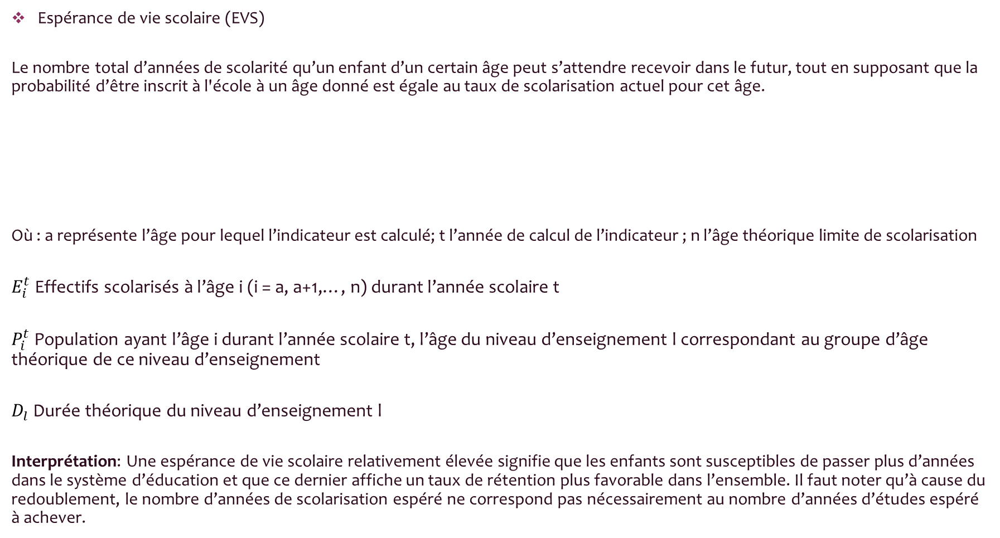 ❖ Espérance de vie scolaire (EVS)
Le nombre total d’années de scolarité qu’un enfant d’un certain âge peut s’attendre recevoir dans le futur, tout en supposant que la
probabilité d’être inscrit à l'école à un âge donné est égale au taux de scolarisation actuel pour cet âge.
Où : a représente l’âge pour lequel l’indicateur est calculé; t l’année de calcul de l’indicateur ; n l’âge théorique limite de scolarisation
$E_i^t$ Effectifs scolarisés à l’âge i (i = a, a+1,…, n) durant l’année scolaire t
$P_i^t$ Population ayant l’âge i durant l’année scolaire t, l’âge du niveau d’enseignement l correspondant au groupe d’âge
théorique de ce niveau d’enseignement
$D_l$ Durée théorique du niveau d’enseignement l
Interprétation: Une espérance de vie scolaire relativement élevée signifie que les enfants sont susceptibles de passer plus d’années
dans le système d’éducation et que ce dernier affiche un taux de rétention plus favorable dans l’ensemble. Il faut noter qu’à cause du
redoublement, le nombre d’années de scolarisation espéré ne correspond pas nécessairement au nombre d’années d’études espéré
à achever.